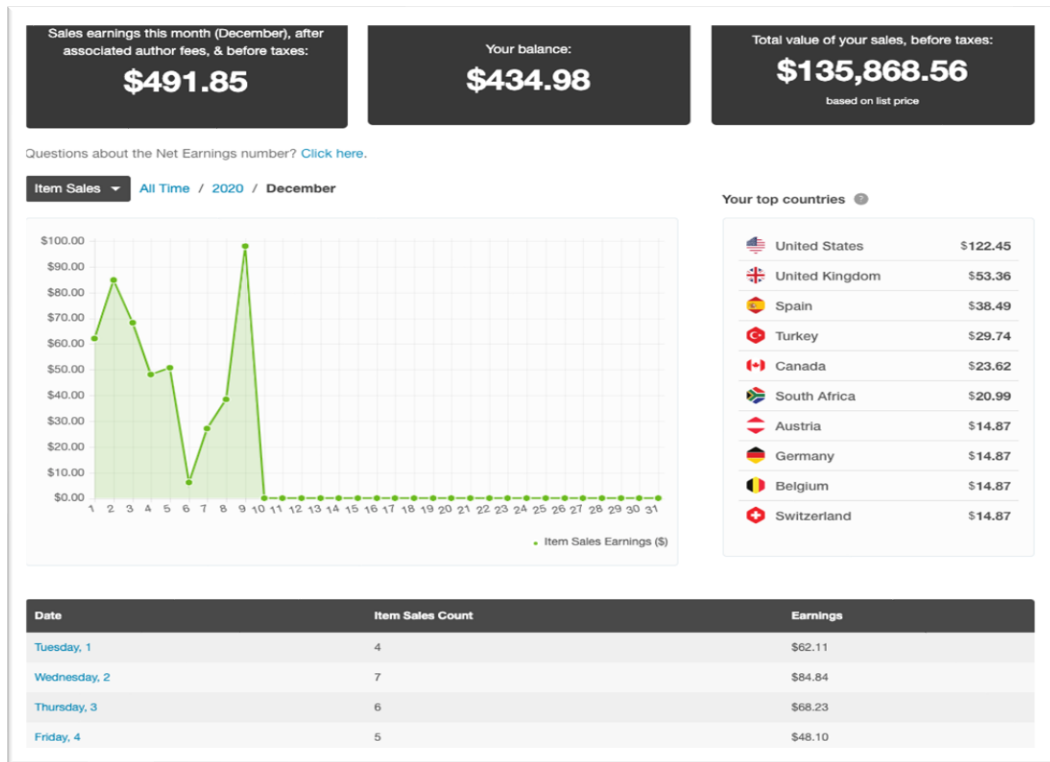 Sales earnings this month (December), after
associated author fees, & before taxes:
$491.85
Your balance:
$434.98
Total value of your sales, before taxes:
$135,868.56
based on list price
Questions about the Net Earnings number? Click here.
Item Sales All Time / 2020 / December
$100.00
$90.00
$80.00
$70.00
$60.00
$50.00
$40.00
$30.00
$20.00
$10.00
$0.00
1 2 3 4 5 6 7 8 9 10 11 12 13 14 15 16 17 18 19 20 21 22 23 24 25 26 27 28 29 30 31
Item Sales Earnings ($)
Your top countries ?
United States $122.45
United Kingdom $53.36
Spain $38.49
Turkey $29.74
Canada $23.62
South Africa $20.99
Austria $14.87
Germany $14.87
Belgium $14.87
Switzerland $14.87
Date Item Sales Count Earnings
Tuesday, 1 4 $62.11
Wednesday, 2 7 $84.84
Thursday, 3 6 $68.23
Friday, 4 5 $48.10